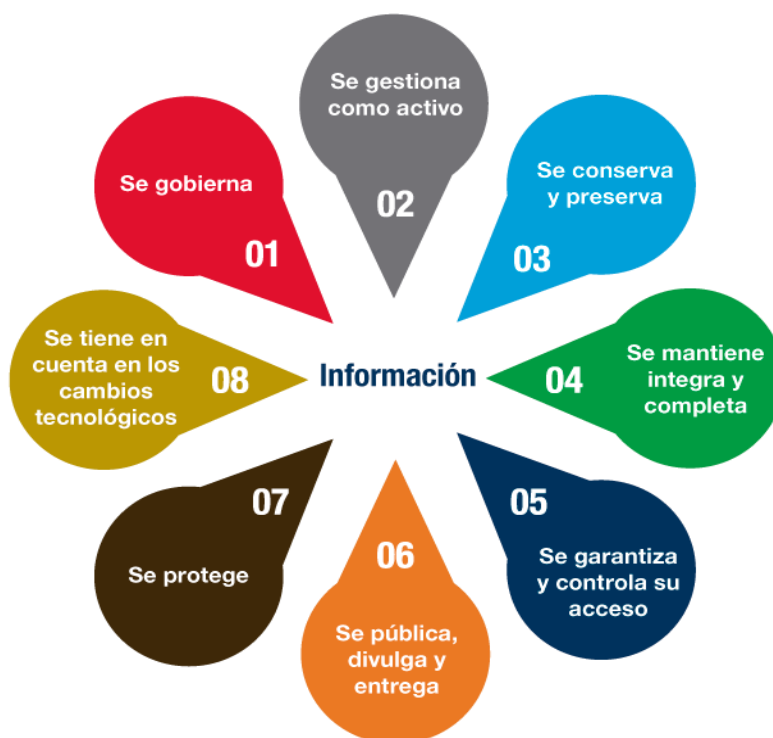 Se gobierna
01
Se gestiona
como activo
02
Se conserva
y preserva
03
Se mantiene
integra y
completa
04
Se garantiza
y controla su
acceso
05
Se pública,
divulga y
entrega
06
Se protege
07
Se tiene en
cuenta en los
cambios
tecnológicos
08
Información